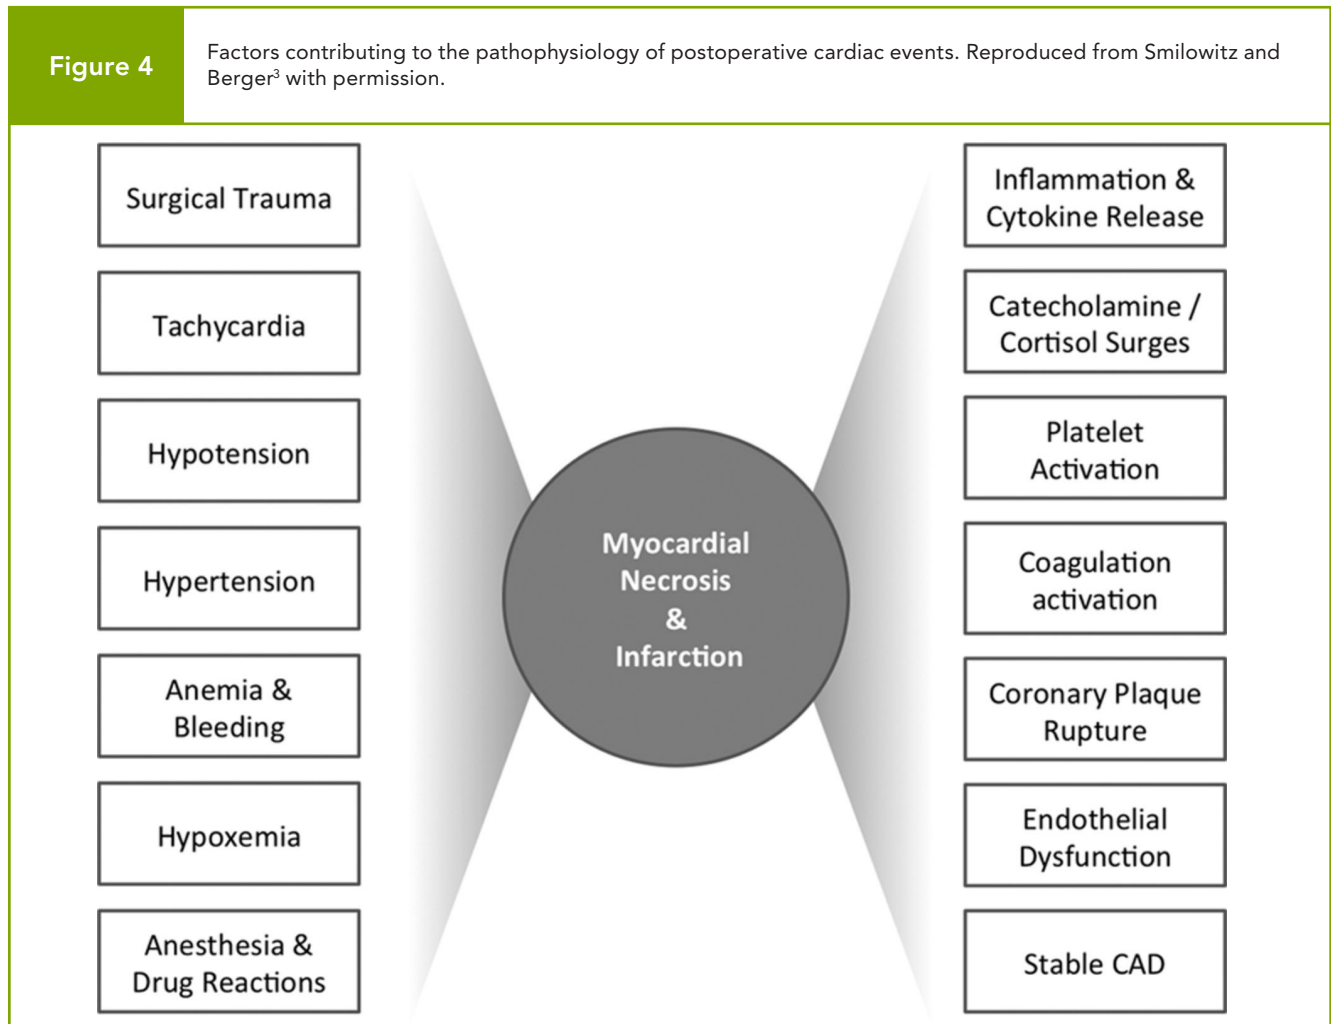 Figure 4
Factors contributing to the pathophysiology of postoperative cardiac events. Reproduced from Smilowitz and
Berger³ with permission.
Surgical Trauma
Tachycardia
Hypotension
Hypertension
Anemia &
Bleeding
Hypoxemia
Anesthesia &
Drug Reactions
Myocardial
Necrosis
&
Infarction
Inflammation &
Cytokine Release
Catecholamine /
Cortisol Surges
Platelet
Activation
Coagulation
activation
Coronary Plaque
Rupture
Endothelial
Dysfunction
Stable CAD